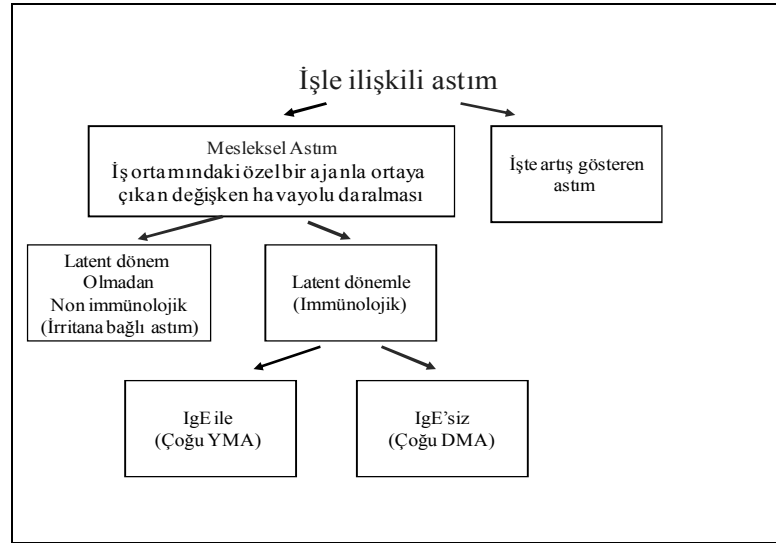 İşle ilişkili astım
Mesleksel Astım
İş ortamındaki özel bir ajanla ortaya
çıkan değişken havayolu daralması
İşte artış gösteren
astım
Latent dönem
Olmadan
Non immünolojik
(İrritana bağlı astım)
Latent dönemle
(Immünolojik)
IgE ile
(Çoğu YMA)
IgE’siz
(Çoğu DMA)